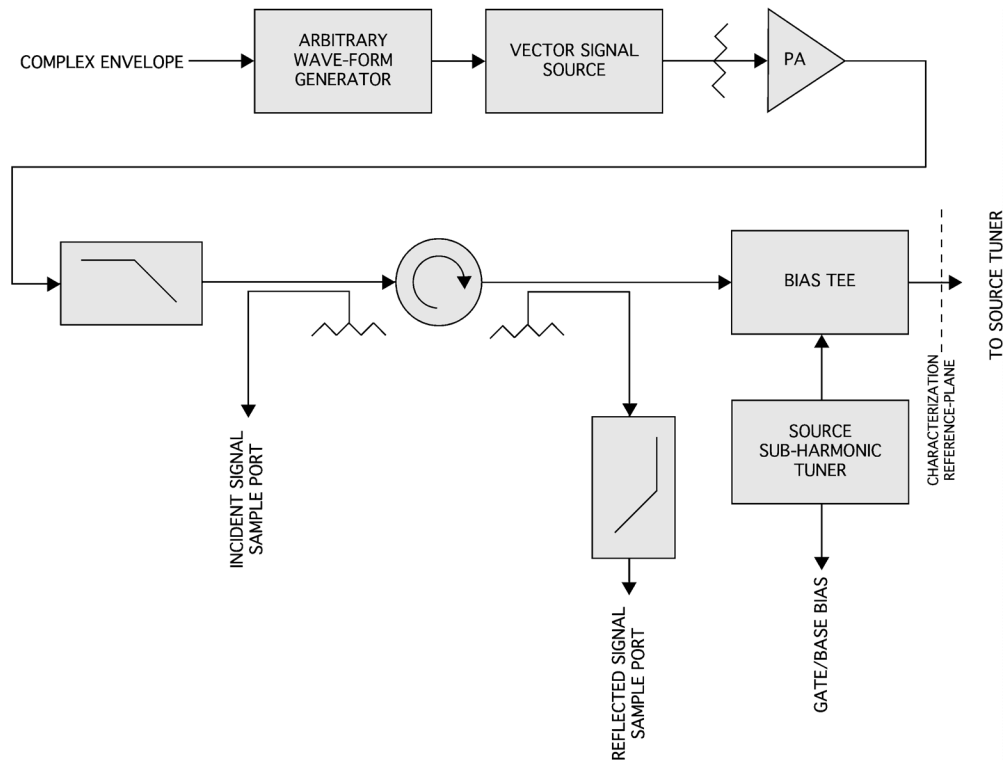 COMPLEX ENVELOPE
ARBITRARY
WAVE-FORM
GENERATOR
VECTOR SIGNAL
SOURCE
PA
BIAS TEE
TO SOURCE TUNER
CHARACTERIZATION
REFERENCE-PLANE
SOURCE
SUB-HARMONIC
TUNER
INCIDENT SIGNAL
SAMPLE PORT
REFLECTED SIGNAL
SAMPLE PORT
GATE/BASE BIAS